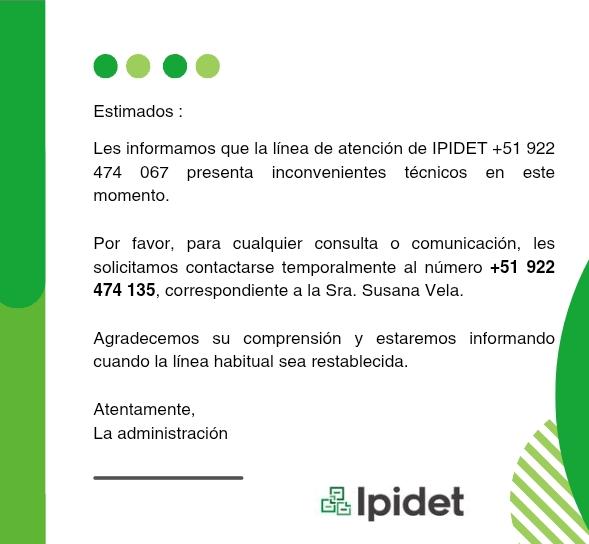 Estimados :
Les informamos que la línea de atención de IPIDET +51 922
474 067 presenta inconvenientes técnicos en este
momento.
Por favor, para cualquier consulta o comunicación, les
solicitamos contactarse temporalmente al número +51 922
474 135, correspondiente a la Sra. Susana Vela.
Agradecemos su comprensión y estaremos informando
cuando la línea habitual sea restablecida.
Atentamente,
La administración
Ipidet